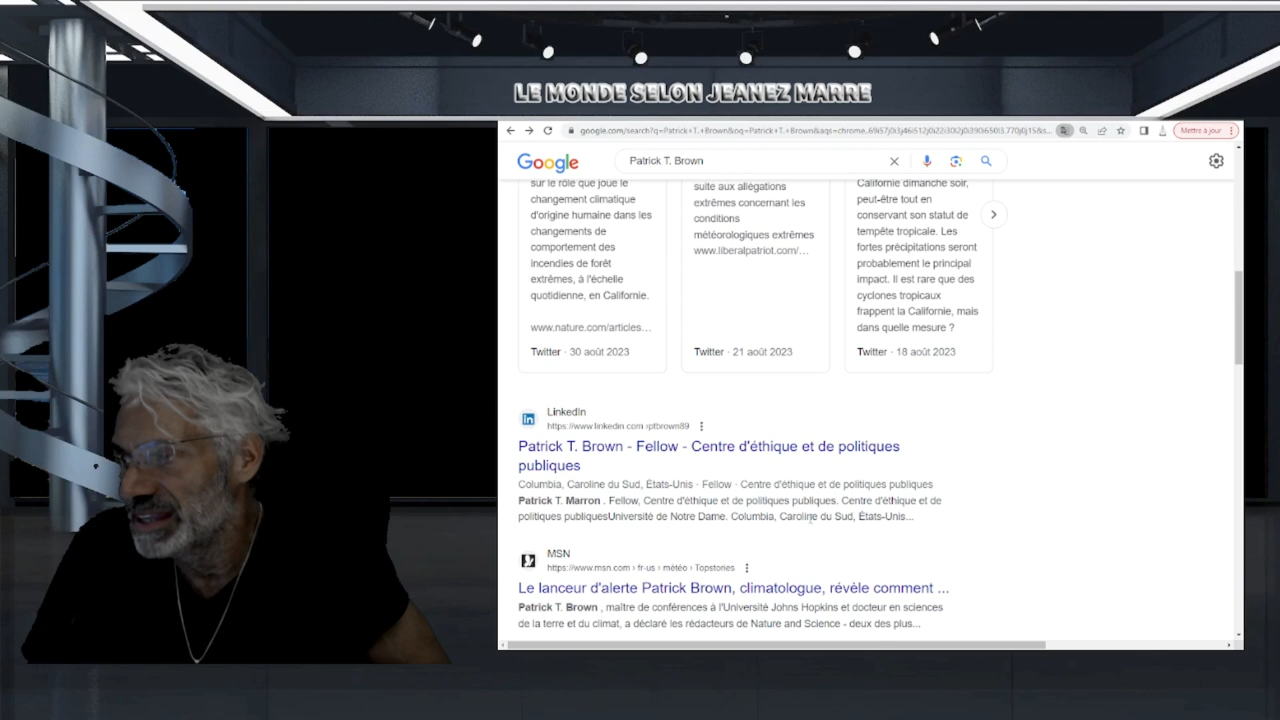 LE MONDE SELON JEANEZ MARRE
Mettre à jour
Google
Patrick T. Brown
sur le rôle que joue le
changement climatique
d'origine humaine dans les
changements de
comportement des
incendies de forêt
extrêmes, à l'échelle
quotidienne, en Californie.
www.nature.com/articles…
Twitter · 30 août 2023
suite aux allégations
extrêmes concernant les
conditions
météorologiques extrêmes
www.liberalpatriot.com/…
Twitter · 21 août 2023
Californie dimanche soir,
peut-être tout en
conservant son statut de
tempête tropicale. Les
fortes précipitations seront
probablement le principal
impact. Il est rare que des
cyclones tropicaux
frappent la Californie, mais
dans quelle mesure ?
Twitter · 18 août 2023
LinkedIn
https://www.linkedin.com ›ptbrown89
Patrick T. Brown - Fellow - Centre d'éthique et de politiques
publiques
Columbia, Caroline du Sud, États-Unis · Fellow · Centre d'éthique et de politiques publiques
Patrick T. Marron . Fellow, Centre d'éthique et de politiques publiques. Centre d'éthique et de
politiques publiquesUniversité de Notre Dame. Columbia, Caroline du Sud, États-Unis...
MSN
https://www.msn.com › fr-us › météo › Topstories
Le lanceur d'alerte Patrick Brown, climatologue, révèle comment ...
Patrick T. Brown , maître de conférences à l'Université Johns Hopkins et docteur en sciences
de la terre et du climat, a déclaré les rédacteurs de Nature and Science - deux des plus...